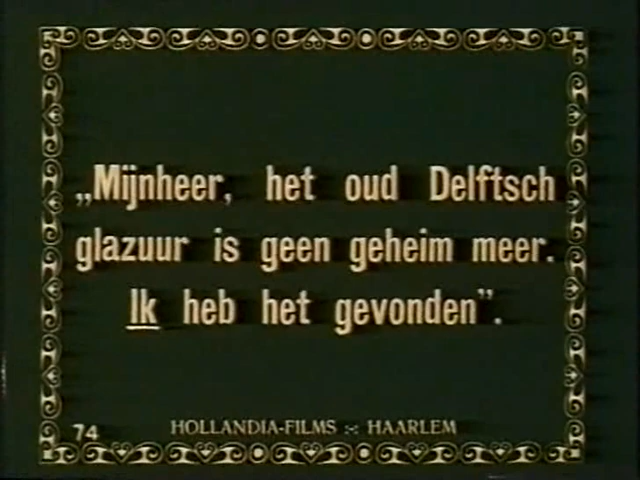 „Mijnheer, het oud Delftsch
glazuur is geen geheim meer.
Ik heb het gevonden”.
74 HOLLANDIA-FILMS :-: HAARLEM